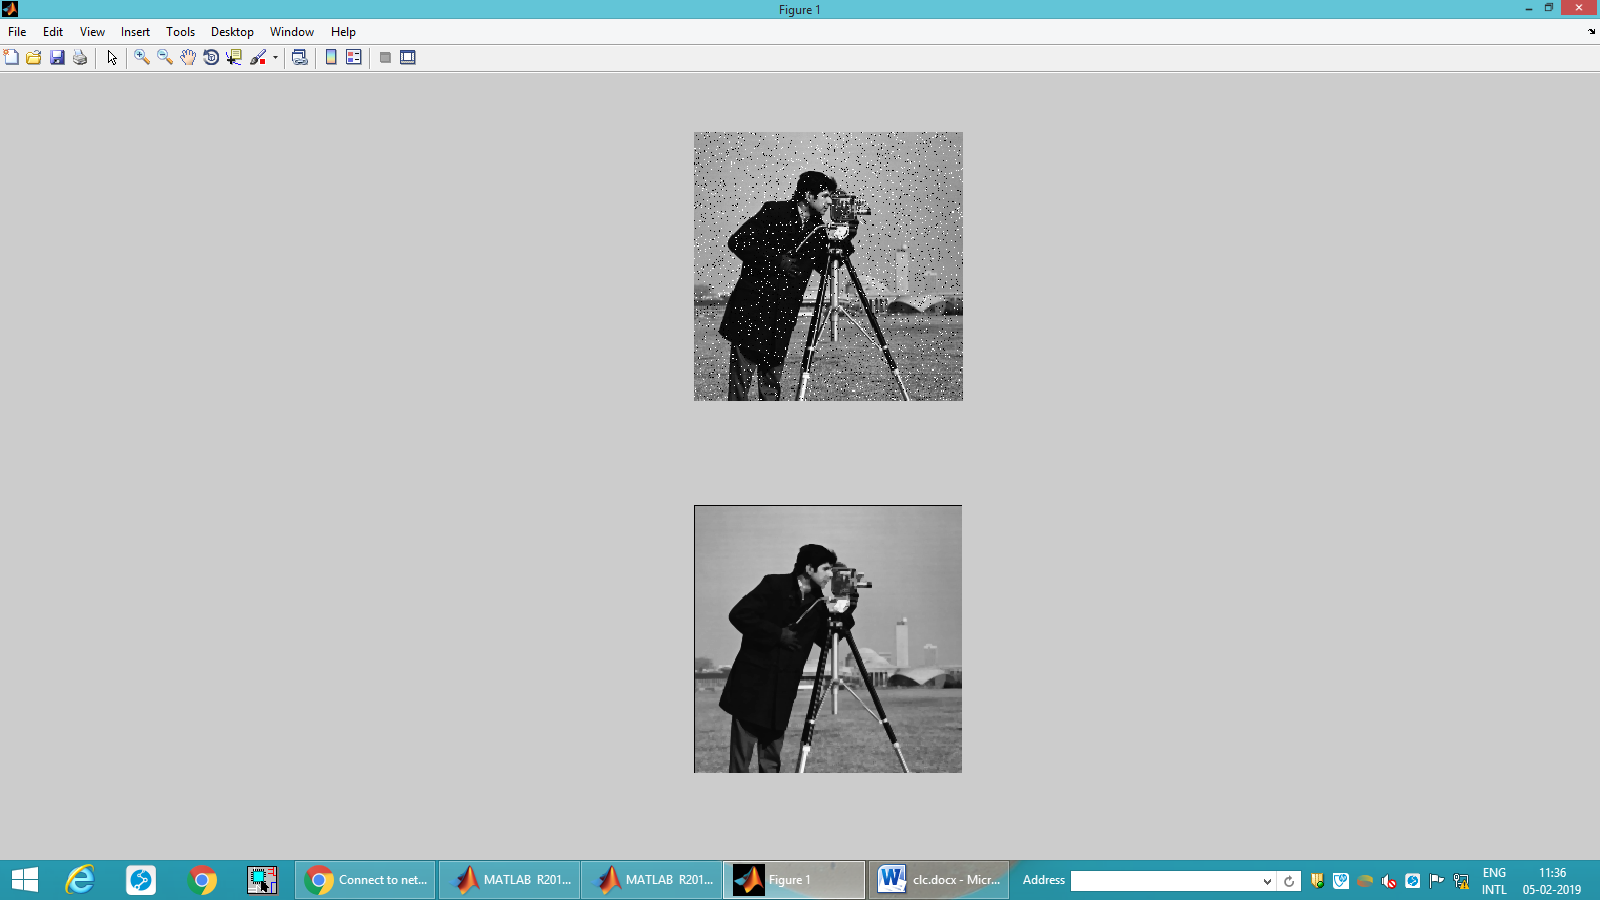 Figure 1
File Edit View Insert Tools Desktop Window Help
Connect to net...
MATLAB R201...
MATLAB R201...
Figure 1
clc.docx - Micr...
Address
ENG
INTL
11:36
05-02-2019